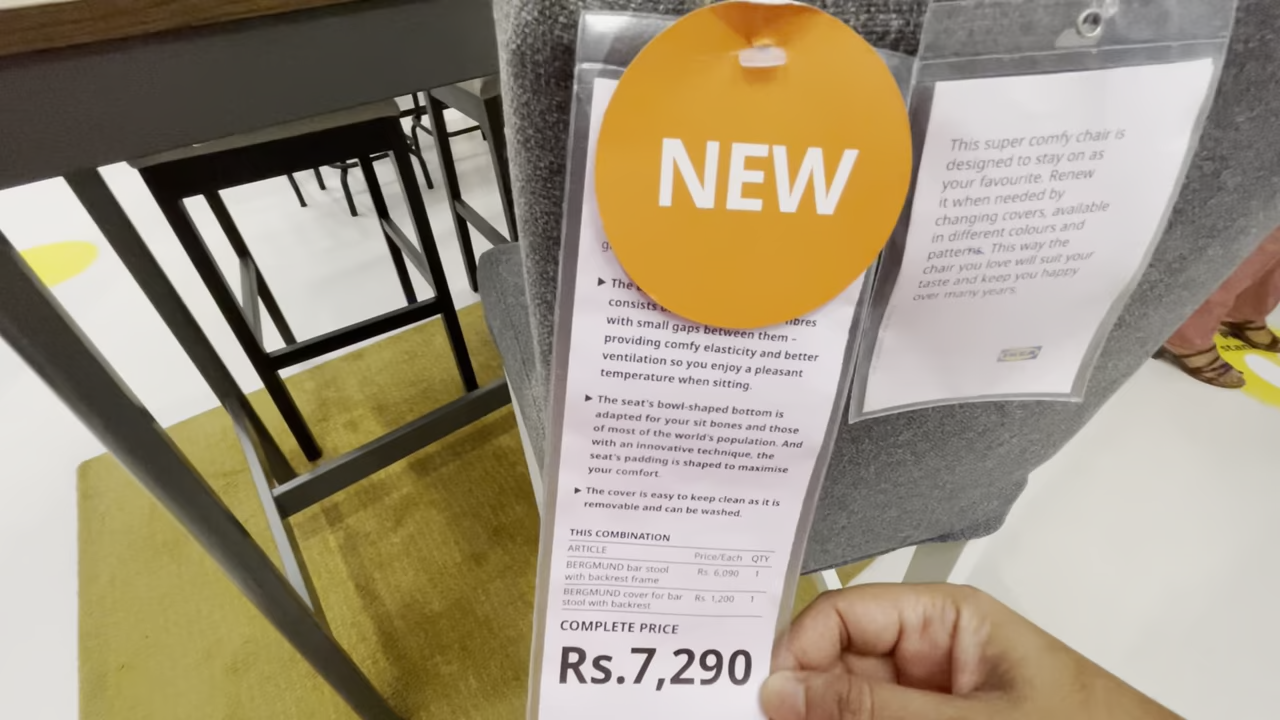 NEW
The
consists
with small gaps between them –
providing comfy elasticity and better
ventilation so you enjoy a pleasant
temperature when sitting.
The seat's bowl-shaped bottom is
adapted for your sit bones and those
of most of the world's population. And
with an innovative technique, the
seat's padding is shaped to maximise
your comfort.
The cover is easy to keep clean as it is
removable and can be washed.
THIS COMBINATION
ARTICLE Price/Each QTY
BERGMUND bar stool Rs. 6,090 1
with backrest frame
BERGMUND cover for bar Rs. 1,200 1
stool with backrest
COMPLETE PRICE
Rs.7,290
This super comfy chair is
designed to stay on as
your favourite. Renew
it when needed by
changing covers, available
in different colours and
patterns. This way the
chair you love will suit your
taste and keep you happy
over many years.
IKEA